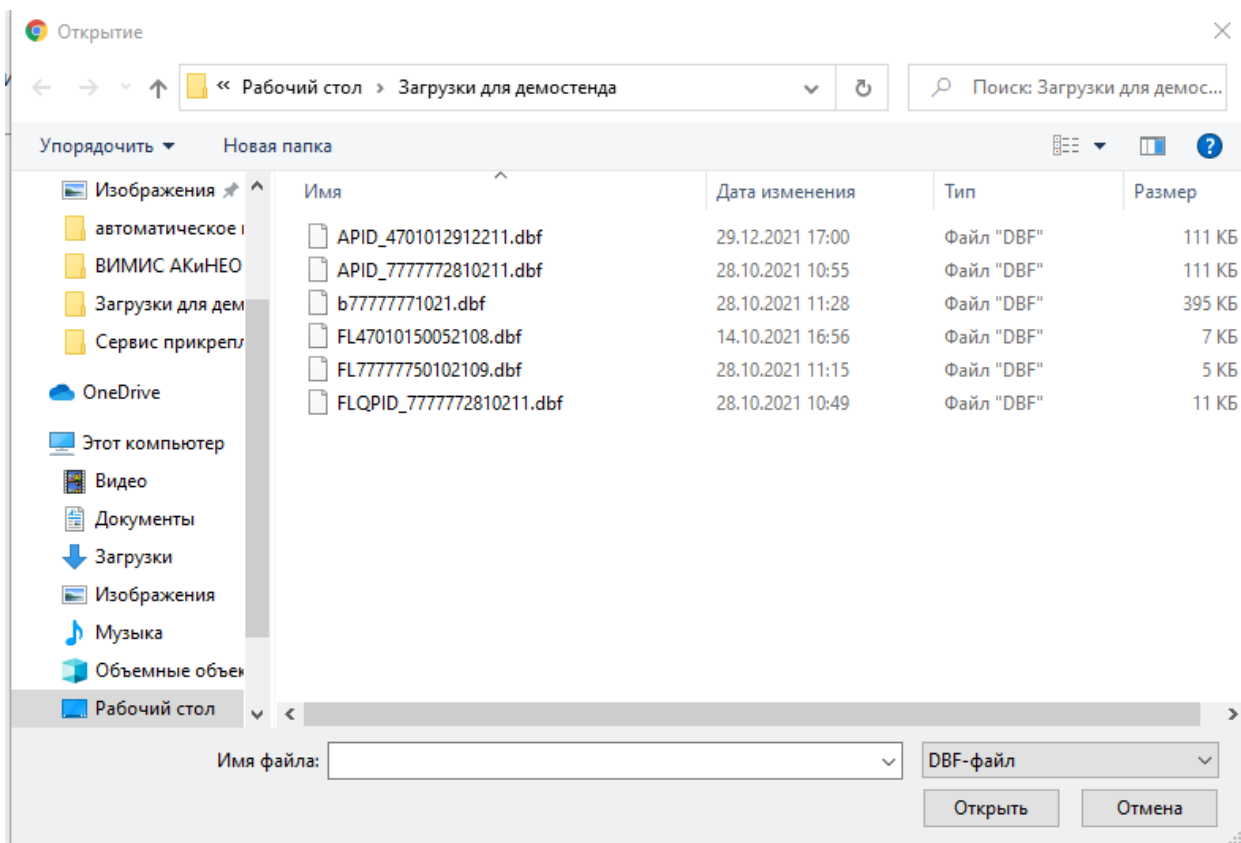 Открытие
« Рабочий стол › Загрузки для демостенда
Поиск: Загрузки для демос...
Упорядочить Новая папка
Имя Дата изменения Тип Размер
Изображения
автоматическое
ВИМИС АКиНЕО
Загрузки для дем
Сервис прикрепл
OneDrive
Этот компьютер
Видео
Документы
Загрузки
Изображения
Музыка
Объемные объек
Рабочий стол
APID_4701012912211.dbf 29.12.2021 17:00 Файл "DBF" 111 КБ
APID_7777772810211.dbf 28.10.2021 10:55 Файл "DBF" 111 КБ
b77777771021.dbf 28.10.2021 11:28 Файл "DBF" 395 КБ
FL47010150052108.dbf 14.10.2021 16:56 Файл "DBF" 7 КБ
FL77777750102109.dbf 28.10.2021 11:15 Файл "DBF" 5 КБ
FLQPID_7777772810211.dbf 28.10.2021 10:49 Файл "DBF" 11 КБ
Имя файла:
DBF-файл
Открыть Отмена